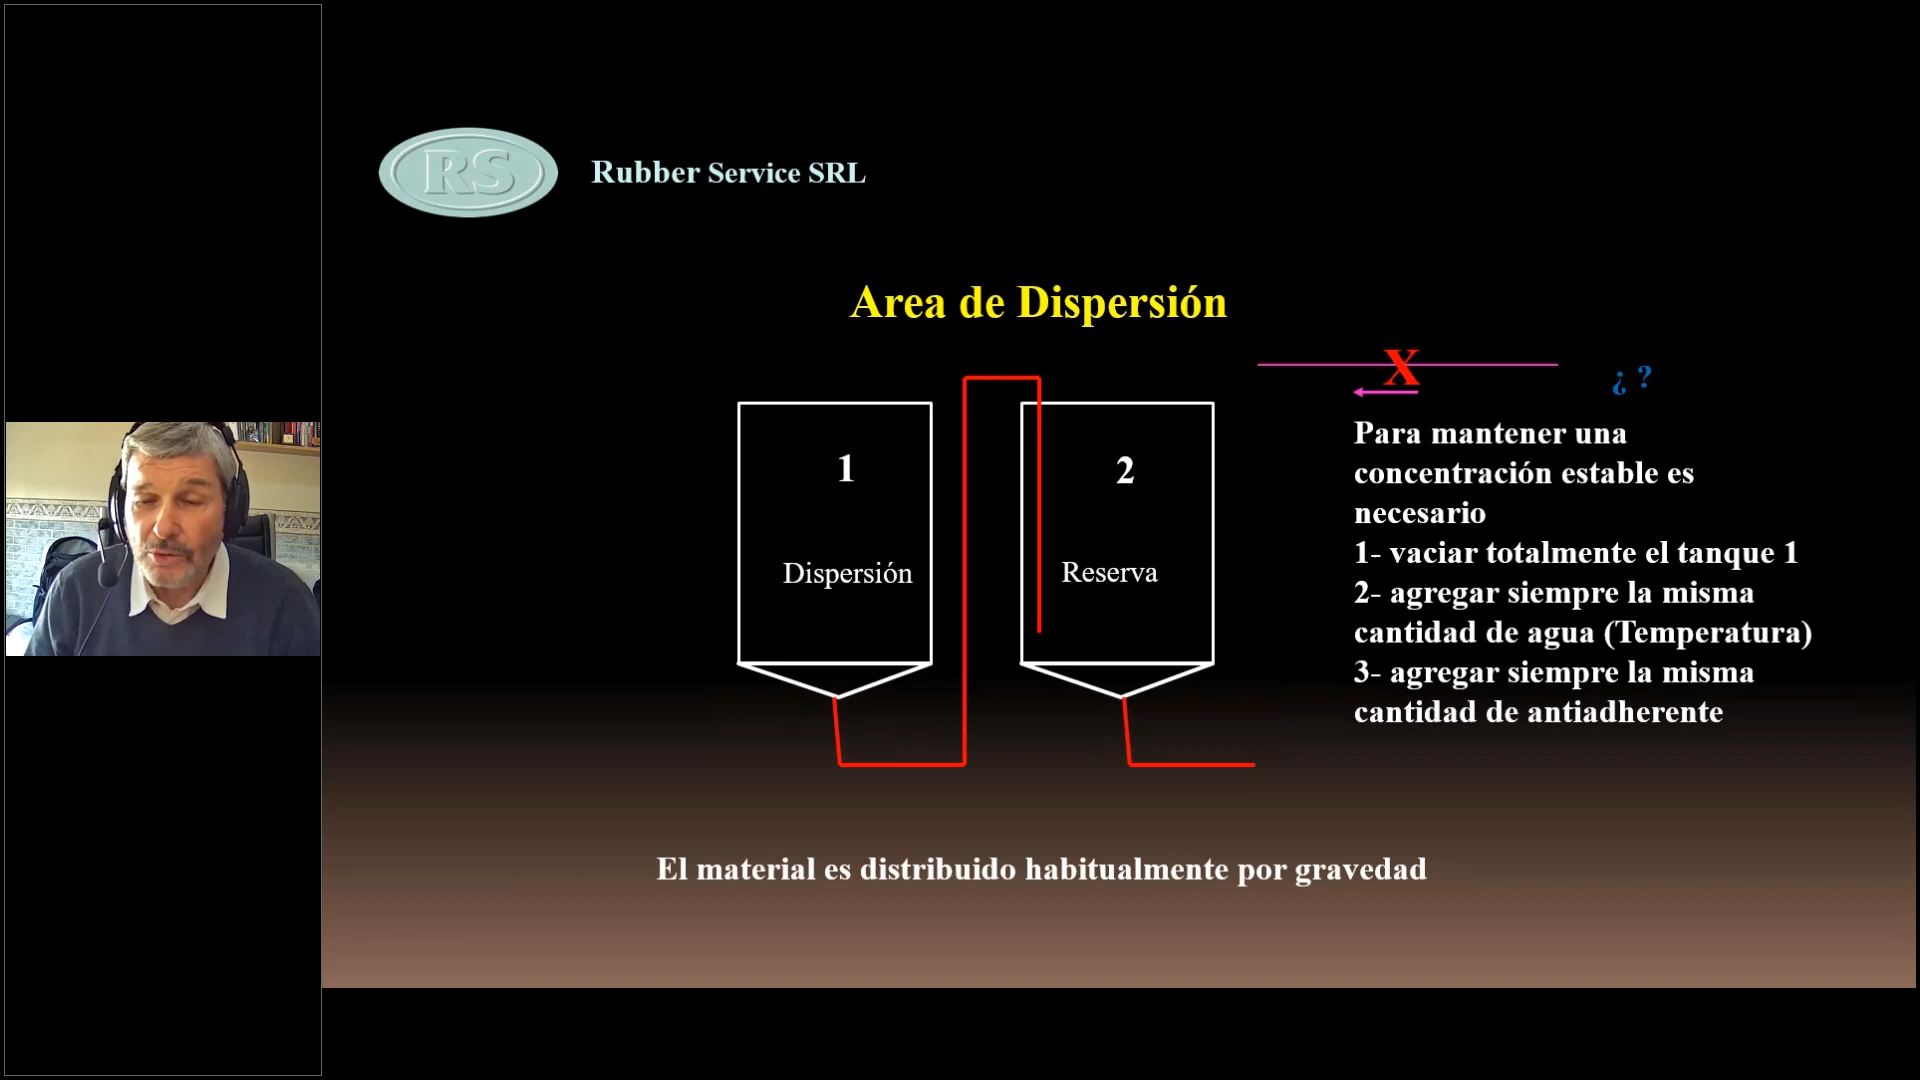 RS
Rubber Service SRL
Area de Dispersión
X
¿ ?
1
2
Dispersión
Reserva
Para mantener una
concentración estable es
necesario
1- vaciar totalmente el tanque 1
2- agregar siempre la misma
cantidad de agua (Temperatura)
3- agregar siempre la misma
cantidad de antiadherente
El material es distribuido habitualmente por gravedad